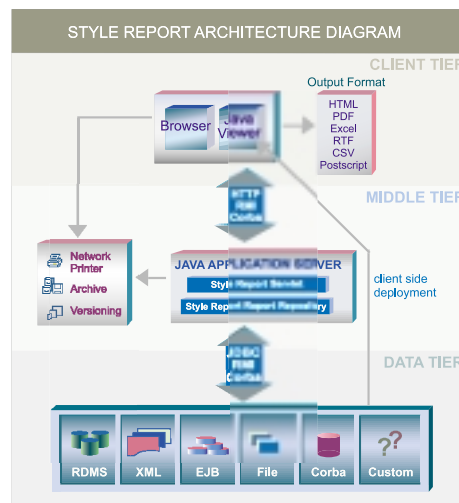 STYLE REPORT ARCHITECTURE DIAGRAM
CLIENT TIER
Output Format
HTML
PDF
Excel
RTF
CSV
Postscript
Browser
Java
Viewer
HTTP
RMI
Corba
MIDDLE TIER
Network
Printer
Archive
Versioning
JAVA APPLICATION SERVER
Style Report Servlet
Style Report Report Repository
client side
deployment
JDBC
RMI
Corba
DATA TIER
RDMS
XML
EJB
File
Corba
Custom